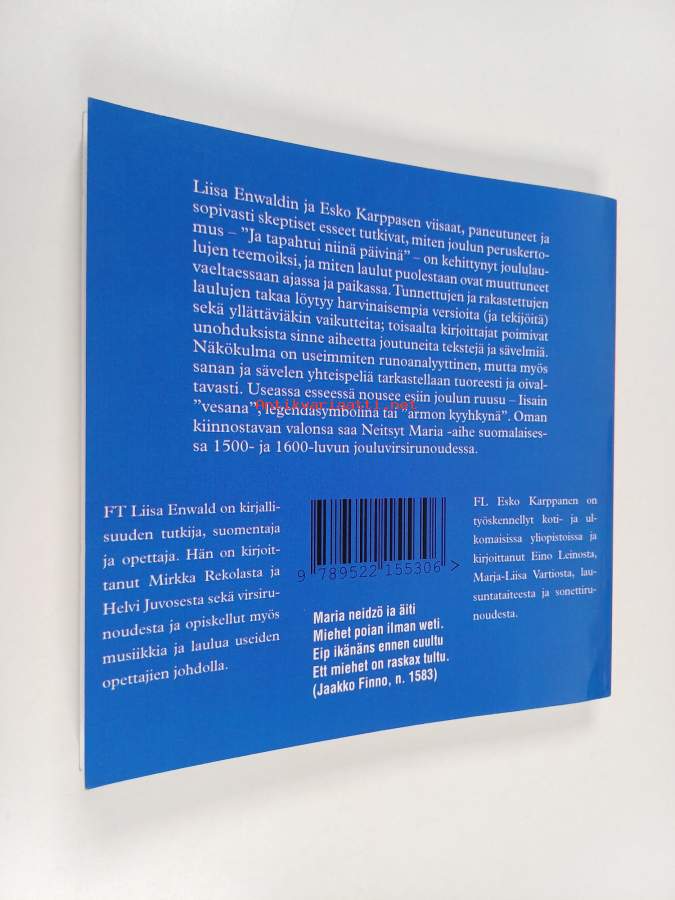 Liisa Enwaldin ja Esko Karppasen viisaat, paneutuneet ja
sopivasti skeptiset esseet tutkivat, miten joulun peruskerto-
mus – ”Ja tapahtui niinä päivinä” – on kehittynyt joululau-
lujen teemoiksi, ja miten laulut puolestaan ovat muuttuneet
vaeltaessaan ajassa ja paikassa. Tunnettujen ja rakastettujen
laulujen takaa löytyy harvinaisempia versioita (ja tekijöitä)
sekä yllättäviäkin vaikutteita; toisaalta kirjoittajat poimivat
unohduksista sinne aiheetta joutuneita tekstejä ja sävelmiä.
Näkökulma on useimmiten runoanalyyttinen, mutta myös
sanan ja sävelen yhteispeliä tarkastellaan tuoreesti ja oival-
tavasti. Useassa esseessä nousee esiin joulun ruusu – Iisain
”vesana”, legendasymbolina tai ”armon kyyhkynä”. Oman
kiinnostavan valonsa saa Neitsyt Maria -aihe suomalaises-
sa 1500- ja 1600-luvun jouluvirsirunoudessa.
Antikvariaatti.net
FT Liisa Enwald on kirjalli-
suuden tutkija, suomentaja
ja opettaja. Hän on kirjoit-
tanut Mirkka Rekolasta ja
Helvi Juvosesta sekä virsiru-
noudesta ja opiskellut myös
musiikkia ja laulua useiden
opettajien johdolla.
9 789522 155306 >
Maria neidzö ia äiti
Miehet poian ilman weti.
Eip ikänäns ennen cuultu
Ett miehet on raskax tultu.
(Jaakko Finno, n. 1583)
FL Esko Karppanen on
työskennellyt koti- ja ul-
komaisissa yliopistoissa ja
kirjoittanut Eino Leinosta,
Marja-Liisa Vartiosta, lau-
suntataiteesta ja sonettiru-
noudesta.